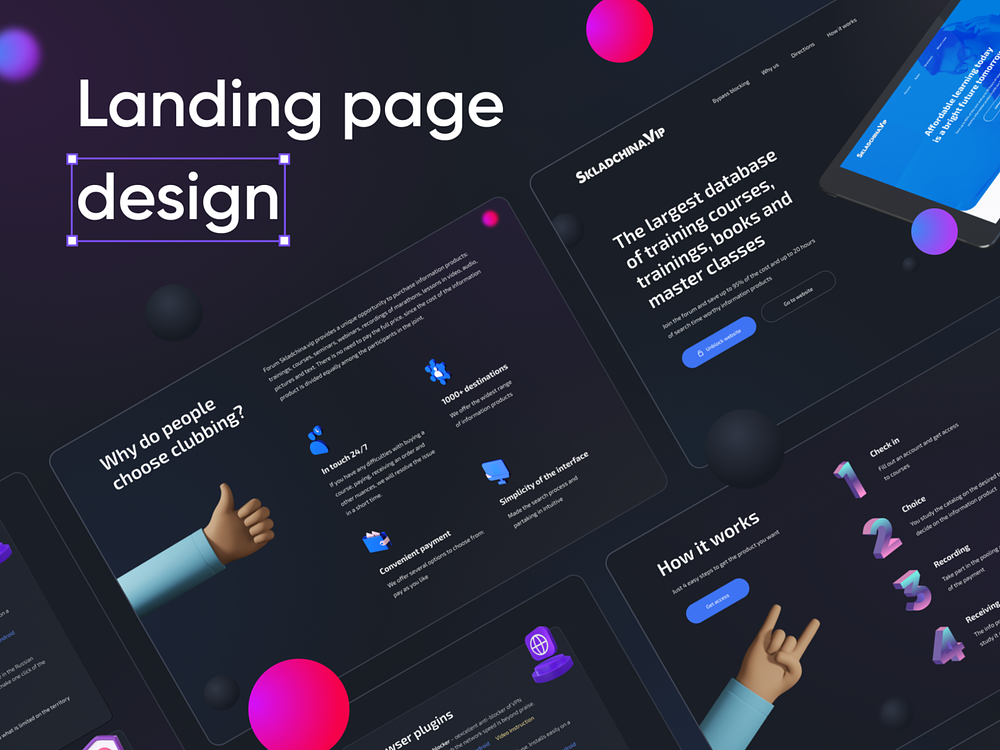 Landing page
design
Bypass blocking
Why us
Directions
How it works
SKLADCHINA.VIP
The largest database
of training courses,
trainings, books and
master classes
Join the forum and save up to 95% of the cost and up to 20 hours
of search time worthy information products
Unblock website
Go to website
SKLADCHINA.VIP
Affordable learning today
is a bright future tomorrow
Why do people
choose clubbing?
Forum Skladchina.vip provides a unique opportunity to purchase information products:
trainings, courses, seminars, webinars, recordings of marathons, lessons in video, audio,
pictures and text. There is no need to pay the full price, since the cost of the information
product is divided equally among the participants in the joint.
In touch 24/7
If you have any difficulties with buying a
course, paying, receiving an order and
other nuances, we will resolve the issue
in a short time.
1000+ destinations
We offer the widest range
of information products
Convenient payment
We offer several options to choose from:
pay as you like
Simplicity of the interface
Made the search process and
partaking in intuitive
How it works
Just 4 easy steps to get the product you want
Get access
1
Check in
Fill out an account and get access
to courses
2
Choice
You study the catalog on the desired
decide on the information product
3
Recording
Take part in the pooling
of the payment
4
Receiving
The info
study it
wser plugins
blocker - excellent anti-blocker of VPN
the network speed is beyond praise.
android
Video instruction
Installs easily on a
on a
android
in the Russian
make one click of the
what is limited on the territory